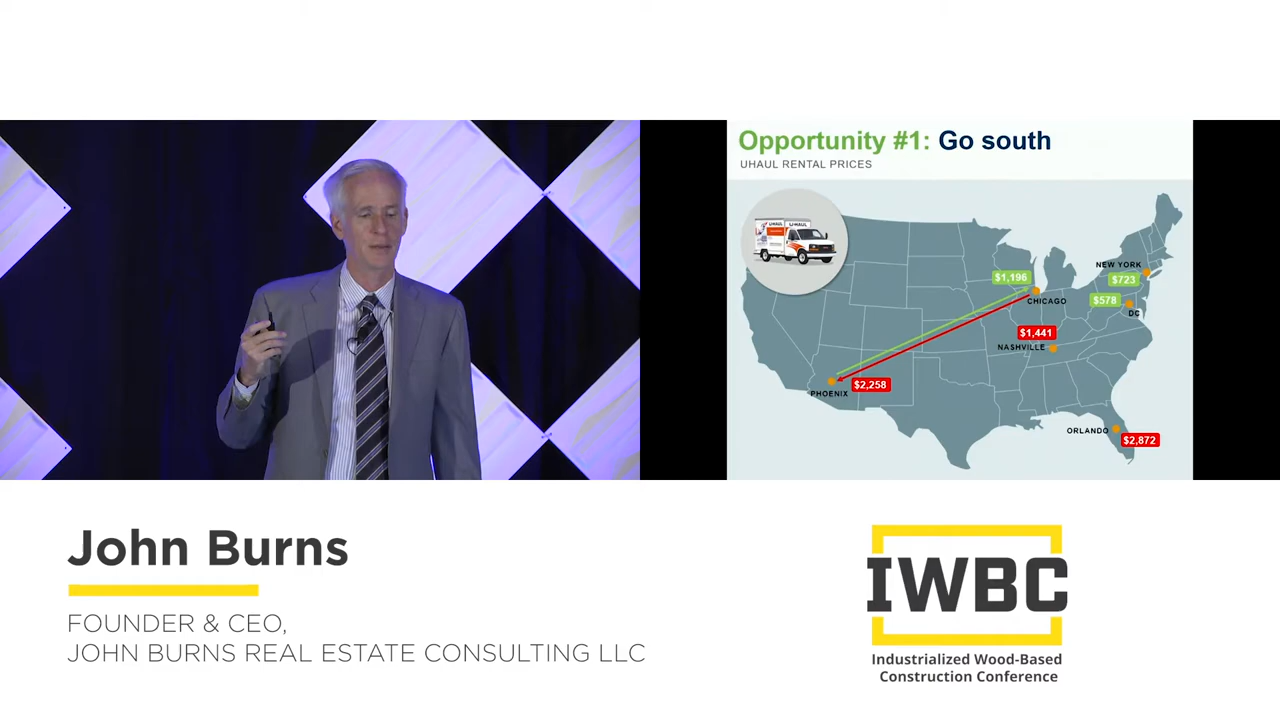 Opportunity #1: Go south
UHAUL RENTAL PRICES
U-HAUL
U-HAUL
$1,196
CHICAGO
NEW YORK
$723
$578
DC
$1,441
NASHVILLE
PHOENIX
$2,258
ORLANDO
$2,872
John Burns
FOUNDER & CEO,
JOHN BURNS REAL ESTATE CONSULTING LLC
IWBC
Industrialized Wood-Based
Construction Conference